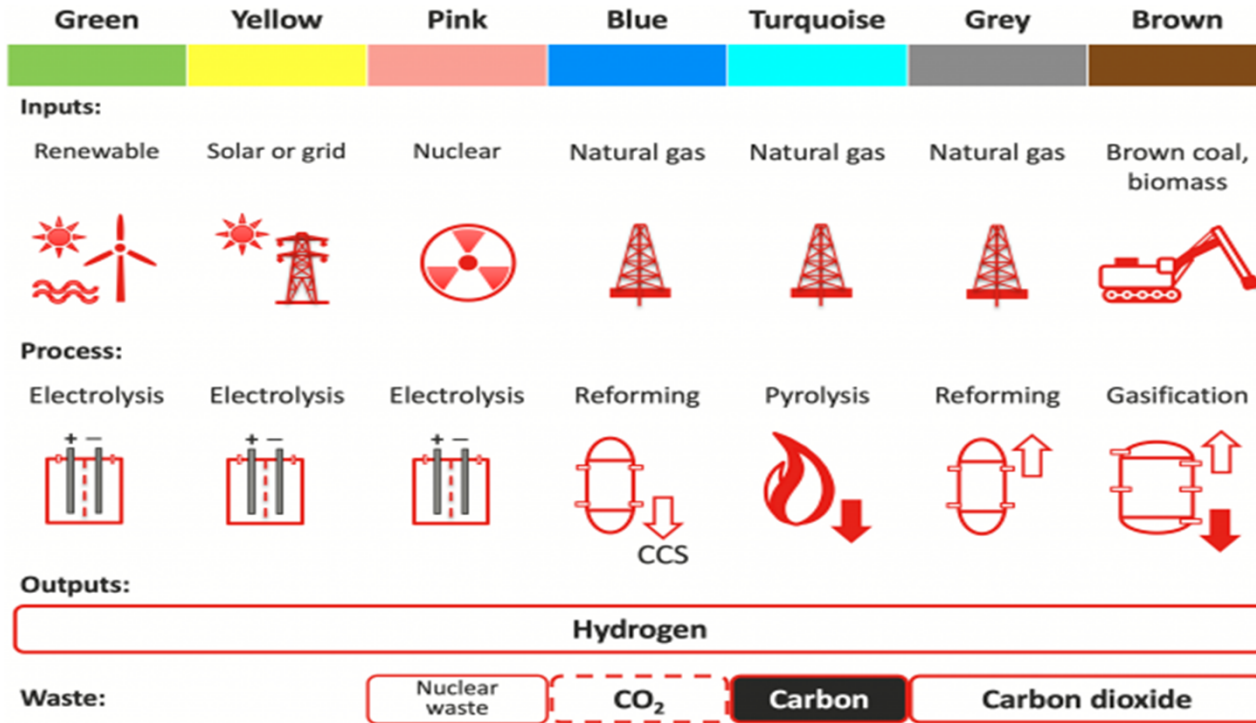 Green Yellow Pink Blue Turquoise Grey Brown
Inputs:
Renewable Solar or grid Nuclear Natural gas Natural gas Natural gas Brown coal,
biomass
Process:
Electrolysis Electrolysis Electrolysis Reforming Pyrolysis Reforming Gasification
+ − + − + −
CCS
Outputs:
Hydrogen
Waste: Nuclear waste CO₂ Carbon Carbon dioxide